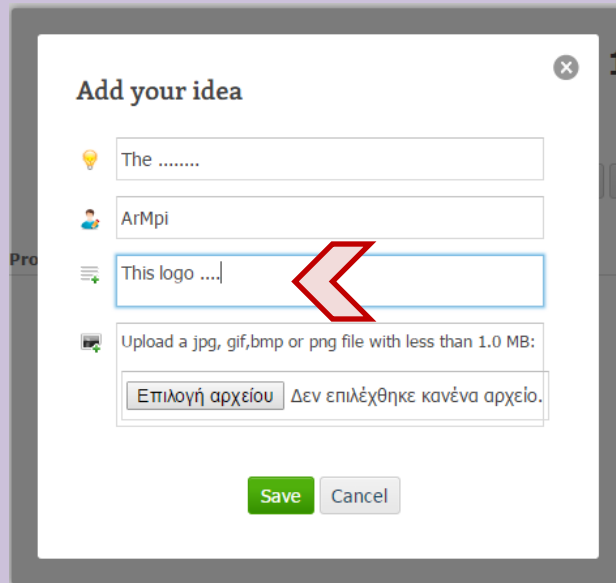 Add your idea
The ........
ArMpi
Pro
This logo ....
Upload a jpg, gif,bmp or png file with less than 1.0 MB:
Επιλογή αρχείου Δεν επιλέχθηκε κανένα αρχείο.
Save Cancel